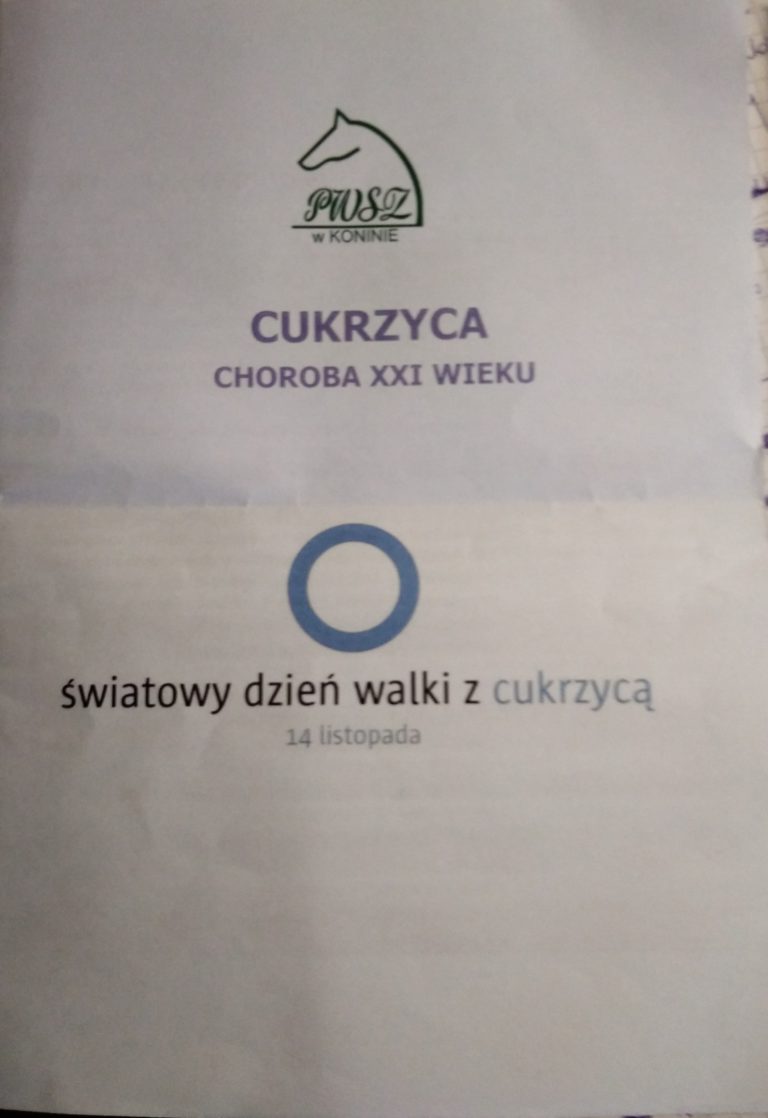 PWSZ
w KONINIE
CUKRZYCA
CHOROBA XXI WIEKU
światowy dzień walki z cukrzycą
14 listopada